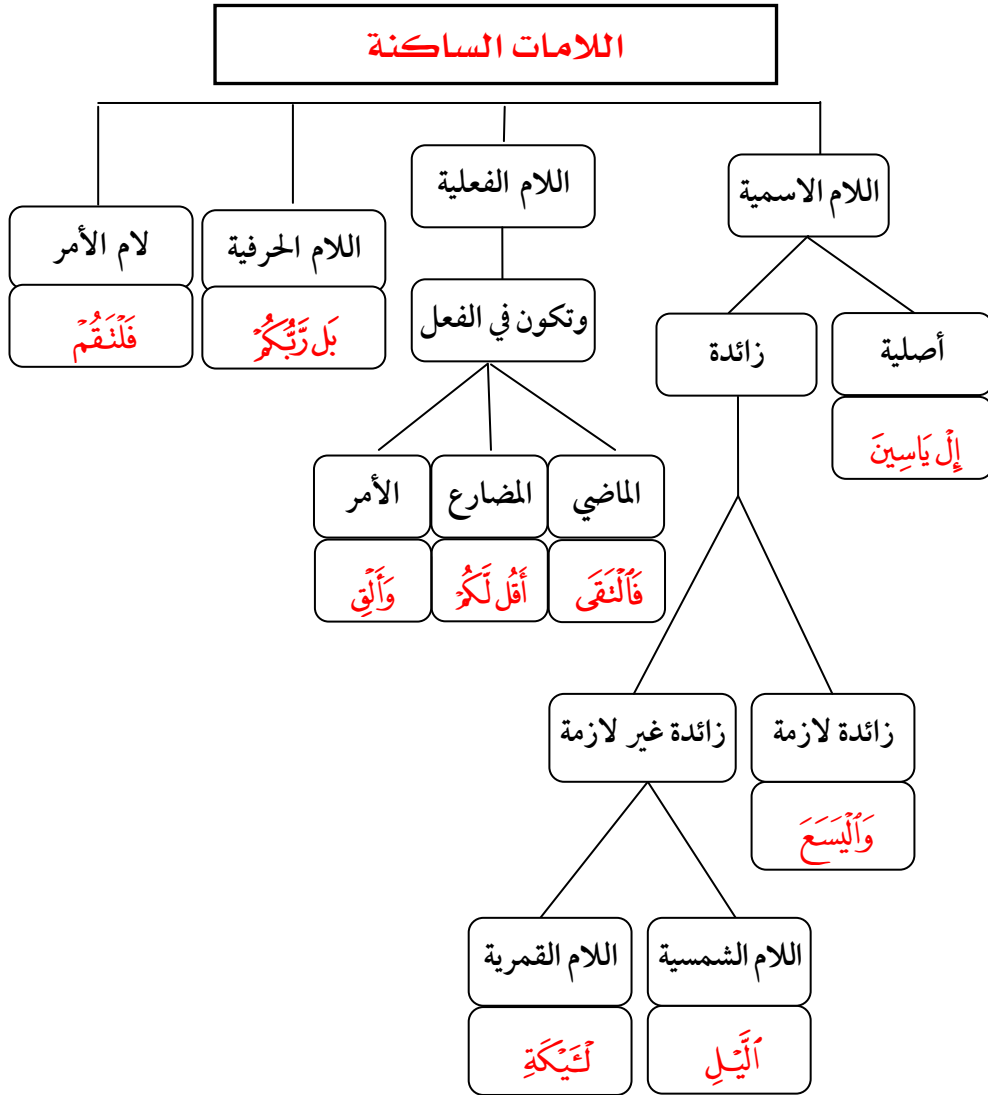 اللامات الساكنة
اللام الاسمية
اللام الفعلية
اللام الحرفية
بَل رَّبُّكُمۡ
لام الأمر
فَلۡتَقُمۡ
وتكون في الفعل
أصلية
إِلۡ يَاسِينَ
زائدة
الماضي
فَٱلۡتَقَى
المضارع
أَقُل لَّكُمۡ
الأمر
وَأَلۡقِ
زائدة لازمة
وَٱلۡيَسَعَ
زائدة غير لازمة
اللام الشمسية
ٱلَّيۡلِ
اللام القمرية
لۡـَٔيۡكَةِ